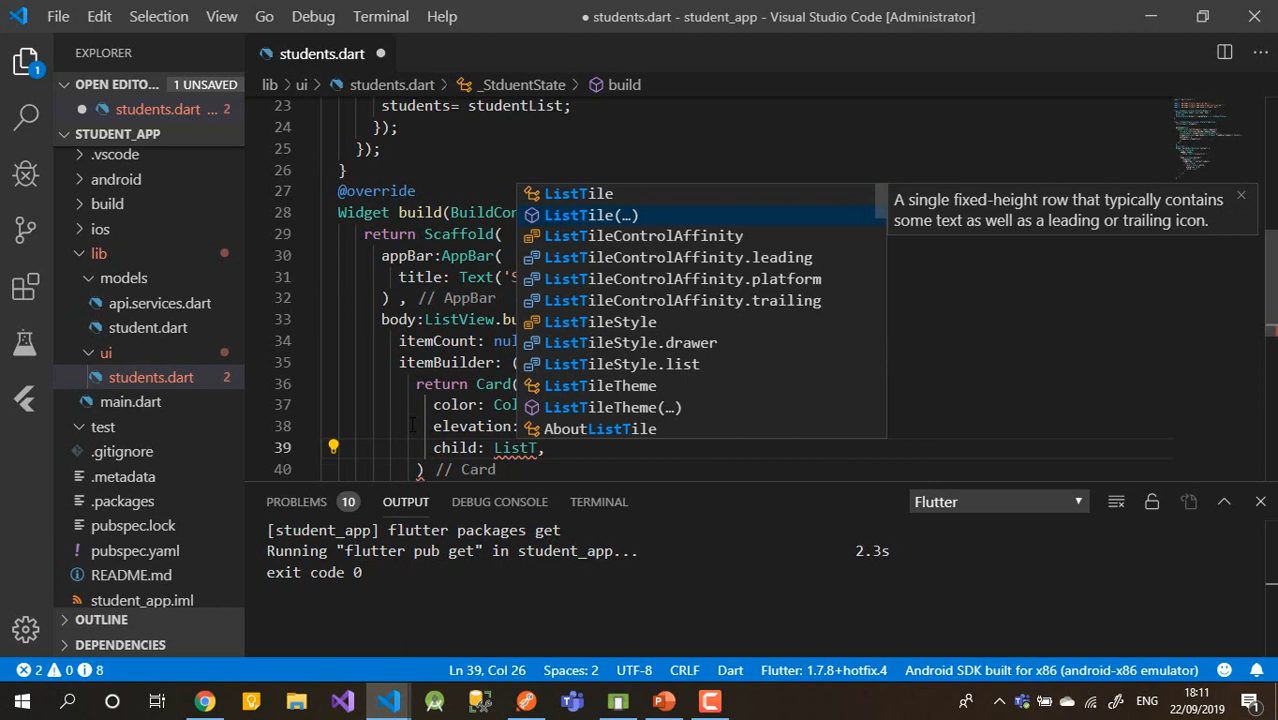 File Edit Selection View Go Debug Terminal Help
● students.dart - student_app - Visual Studio Code [Administrator]
EXPLORER
OPEN EDITO... 1 UNSAVED
students.dart ... 2
STUDENT_APP
.vscode
android
build
ios
lib
models
api.services.dart
student.dart
ui
students.dart 2
main.dart
test
.gitignore
.metadata
.packages
pubspec.lock
pubspec.yaml
README.md
student_app.iml
OUTLINE
DEPENDENCIES
1
students.dart
lib > ui > students.dart > _StduentState > build
23 students= studentList;
24 });
25 });
26 }
27 @override
28 Widget build(BuildCon
29 return Scaffold(
30 appBar:AppBar(
31 title: Text('S
32 ) , // AppBar
33 body:ListView.bu
34 itemCount: nul
35 itemBuilder: (
36 return Card(
37 color: Col
38 elevation:
39 child: ListT,
40 ) // Card
ListTile
ListTile(…)
ListTileControlAffinity
ListTileControlAffinity.leading
ListTileControlAffinity.platform
ListTileControlAffinity.trailing
ListTileStyle
ListTileStyle.drawer
ListTileStyle.list
ListTileTheme
ListTileTheme(…)
AboutListTile
A single fixed-height row that typically contains
some text as well as a leading or trailing icon.
PROBLEMS 10 OUTPUT DEBUG CONSOLE TERMINAL
Flutter
[student_app] flutter packages get
Running "flutter pub get" in student_app... 2.3s
exit code 0
2 0 8
Ln 39, Col 26 Spaces: 2 UTF-8 CRLF Dart Flutter: 1.7.8+hotfix.4 Android SDK built for x86 (android-x86 emulator)
ENG
18:11
22/09/2019
1